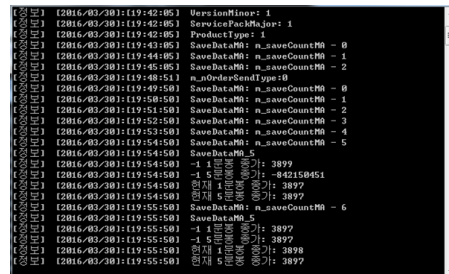 [정보] [2016/03/30]:[19:42:05] VersionMinor: 1
[정보] [2016/03/30]:[19:42:05] ServicePackMajor: 1
[정보] [2016/03/30]:[19:42:05] ProductType: 1
[정보] [2016/03/30]:[19:43:05] SaveDataMA: m_saveCountMA - 0
[정보] [2016/03/30]:[19:44:05] SaveDataMA: m_saveCountMA - 1
[정보] [2016/03/30]:[19:45:05] SaveDataMA: m_saveCountMA - 2
[정보] [2016/03/30]:[19:48:51] m_nOrderSendType:0
[정보] [2016/03/30]:[19:49:50] SaveDataMA: m_saveCountMA - 0
[정보] [2016/03/30]:[19:50:50] SaveDataMA: m_saveCountMA - 1
[정보] [2016/03/30]:[19:51:50] SaveDataMA: m_saveCountMA - 2
[정보] [2016/03/30]:[19:52:50] SaveDataMA: m_saveCountMA - 3
[정보] [2016/03/30]:[19:53:50] SaveDataMA: m_saveCountMA - 4
[정보] [2016/03/30]:[19:54:50] SaveDataMA: m_saveCountMA - 5
[정보] [2016/03/30]:[19:54:50] SaveDataMA_5
[정보] [2016/03/30]:[19:54:50] -1 1분봉 종가: 3899
[정보] [2016/03/30]:[19:54:50] -1 5분봉 종가: -842150451
[정보] [2016/03/30]:[19:54:50] 현재 1분봉 종가: 3897
[정보] [2016/03/30]:[19:54:50] 현재 5분봉 종가: 3897
[정보] [2016/03/30]:[19:55:50] SaveDataMA: m_saveCountMA - 6
[정보] [2016/03/30]:[19:55:50] SaveDataMA_5
[정보] [2016/03/30]:[19:55:50] -1 1분봉 종가: 3897
[정보] [2016/03/30]:[19:55:50] -1 5분봉 종가: 3897
[정보] [2016/03/30]:[19:55:50] 현재 1분봉 종가: 3898
[정보] [2016/03/30]:[19:55:50] 현재 5분봉 종가: 3897